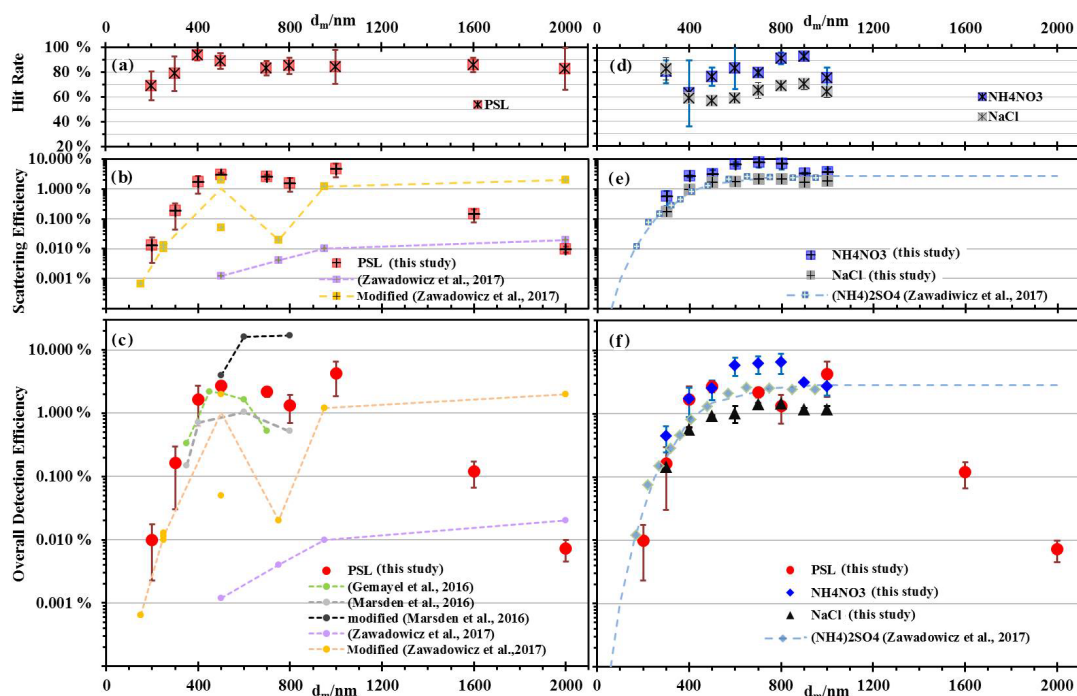 d_m/nm
0 400 800 1200 1600 2000
Hit Rate
100 %
80 %
60 %
40 %
20 %
(a)
PSL
Scattering Efficiency
10.000 %
1.000 %
0.100 %
0.010 %
0.001 %
(b)
PSL (this study)
(Zawadowicz et al., 2017)
Modified (Zawadowicz et al., 2017)
Overall Detection Efficiency
10.000 %
1.000 %
0.100 %
0.010 %
0.001 %
(c)
PSL (this study)
(Gemayel et al., 2016)
(Marsden et al., 2016)
modified (Marsden et al., 2016)
(Zawadowicz et al., 2017)
Modified (Zawadowicz et al.,2017)
0 400 800 1200 1600 2000
d_m/nm
d_m/nm
0 400 800 1200 1600 2000
(d)
NH4NO3
NaCl
(e)
NH4NO3 (this study)
NaCl (this study)
(NH4)2SO4 (Zawadiwicz et al., 2017)
(f)
PSL (this study)
NH4NO3 (this study)
NaCl (this study)
(NH4)2SO4 (Zawadowicz et al., 2017)
0 400 800 1200 1600 2000
d_m/nm